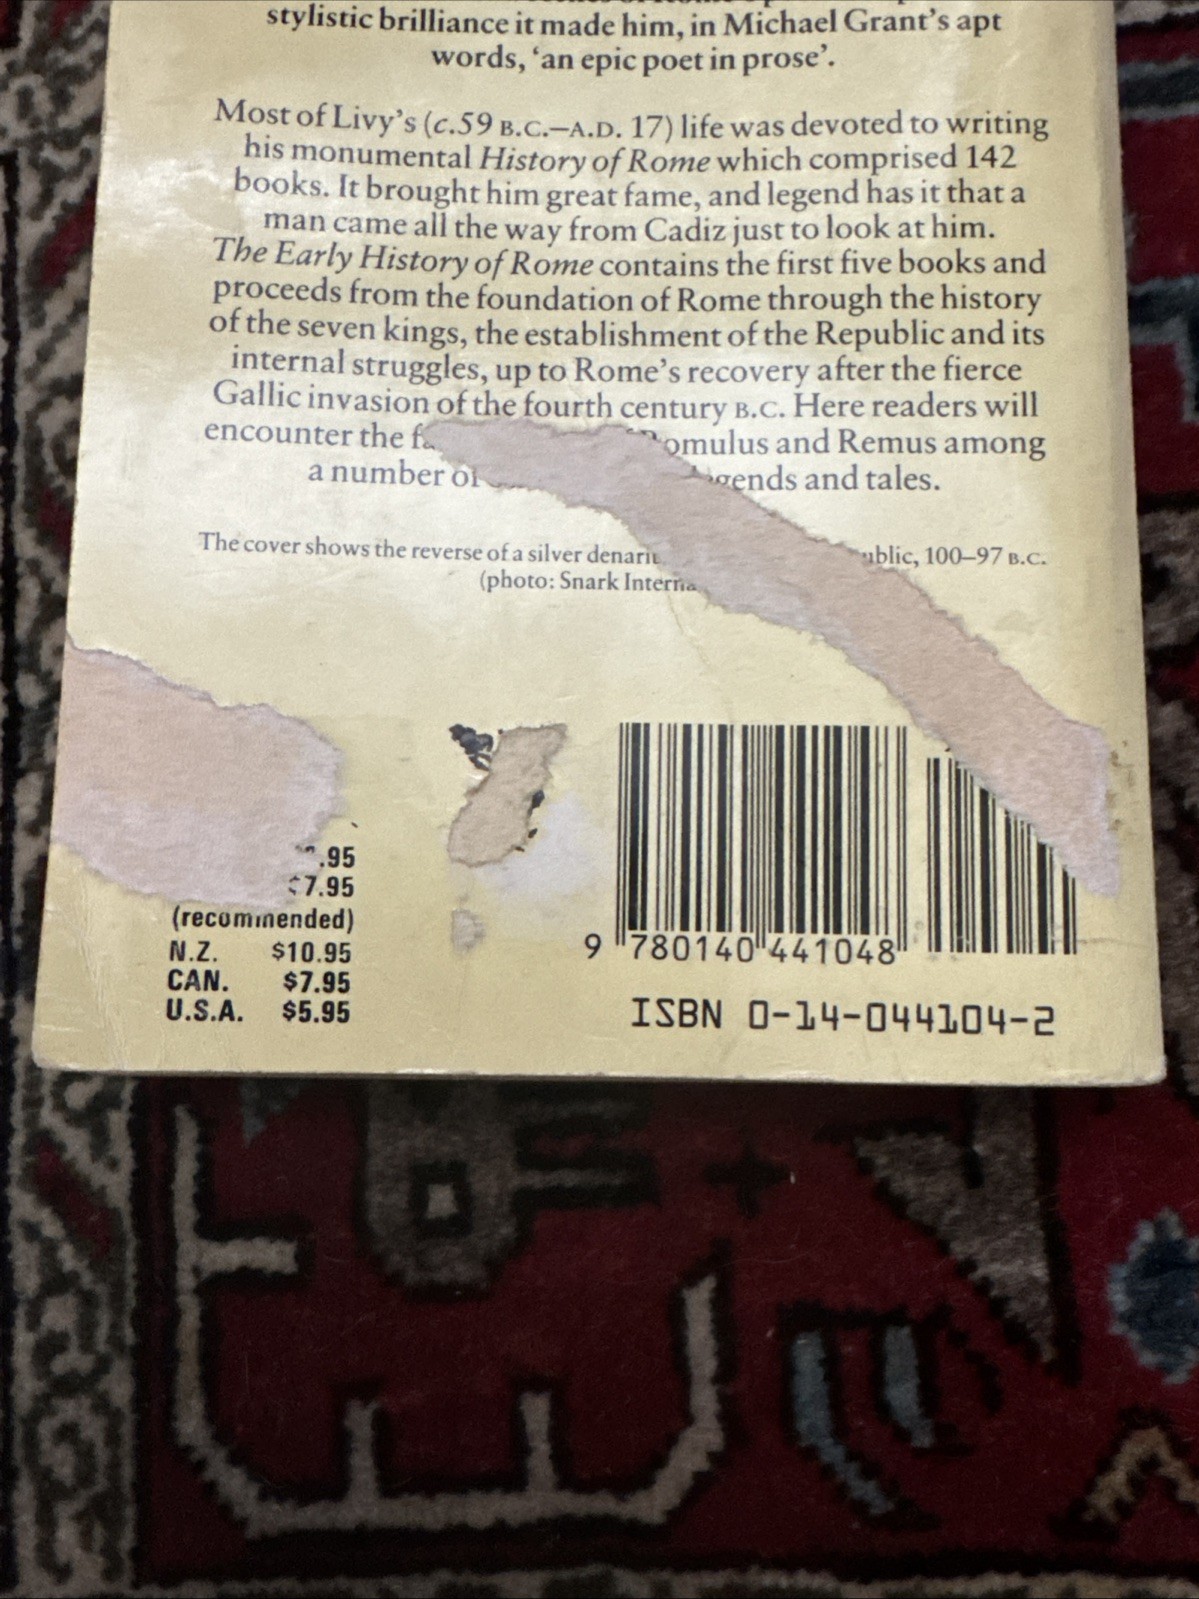 stylistic brilliance it made him, in Michael Grant's apt
words, 'an epic poet in prose'.
Most of Livy's (c.59 B.C.–A.D. 17) life was devoted to writing
his monumental History of Rome which comprised 142
books. It brought him great fame, and legend has it that a
man came all the way from Cadiz just to look at him.
The Early History of Rome contains the first five books and
proceeds from the foundation of Rome through the history
of the seven kings, the establishment of the Republic and its
internal struggles, up to Rome's recovery after the fierce
Gallic invasion of the fourth century B.C. Here readers will
encounter the Romulus and Remus among
a number of and tales.
The cover shows the reverse of a silver 100–97 B.C.
(photo: Snark
.95
$7.95
(recommended)
N.Z. $10.95
CAN. $7.95
U.S.A. $5.95
9 780140 441048
ISBN 0-14-044104-2